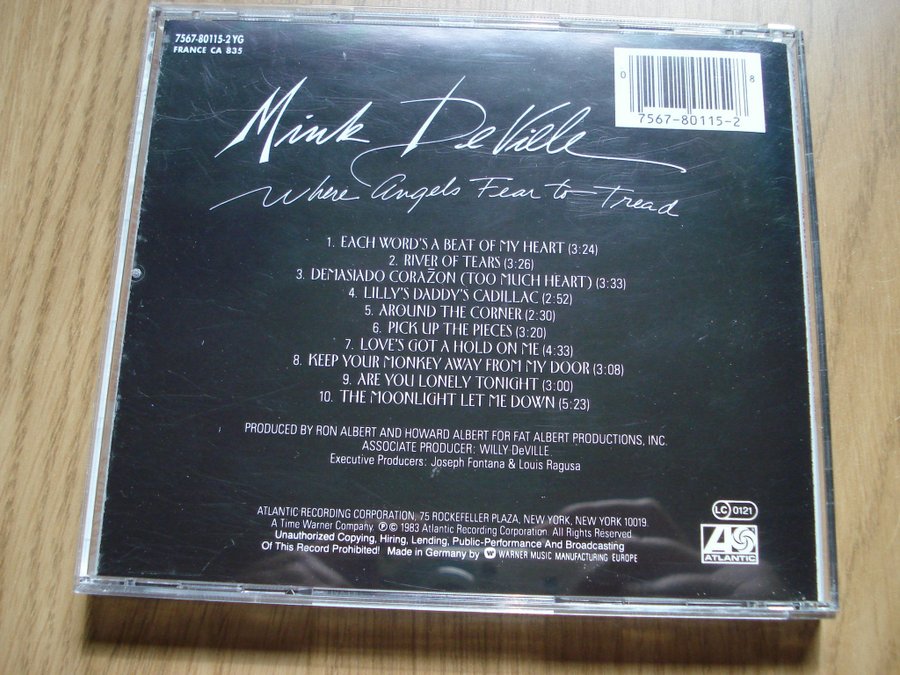 7567-80115-2 YG
FRANCE CA 835
0 8
7567-80115-2
Mink DeVille
Where Angels Fear to Tread
1. EACH WORD'S A BEAT OF MY HEART (3:24)
2. RIVER OF TEARS (3:26)
3. DEMASIADO CORAZON (TOO MUCH HEART) (3:33)
4. LILLY'S DADDY'S CADILLAC (2:52)
5. AROUND THE CORNER (2:30)
6. PICK UP THE PIECES (3:20)
7. LOVE'S GOT A HOLD ON ME (4:33)
8. KEEP YOUR MONKEY AWAY FROM MY DOOR (3:08)
9. ARE YOU LONELY TONIGHT (3:00)
10. THE MOONLIGHT LET ME DOWN (5:23)
PRODUCED BY RON ALBERT AND HOWARD ALBERT FOR FAT ALBERT PRODUCTIONS, INC.
ASSOCIATE PRODUCER: WILLY DeVILLE
Executive Producers: Joseph Fontana & Louis Ragusa
ATLANTIC RECORDING CORPORATION, 75 ROCKEFELLER PLAZA, NEW YORK, NEW YORK 10019.
A Time Warner Company. ℗ © 1983 Atlantic Recording Corporation. All Rights Reserved
Unauthorized Copying, Hiring, Lending, Public-Performance And Broadcasting
Of This Record Prohibited! Made in Germany by WARNER MUSIC MANUFACTURING EUROPE
LC 0121
ATLANTIC